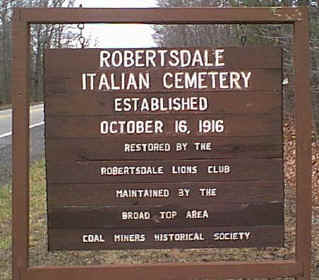 ROBERTSDALE
ITALIAN CEMETERY
ESTABLISHED
OCTOBER 16, 1916
RESTORED BY THE
ROBERTSDALE LIONS CLUB
MAINTAINED BY THE
BROAD TOP AREA
COAL MINERS HISTORICAL SOCIETY